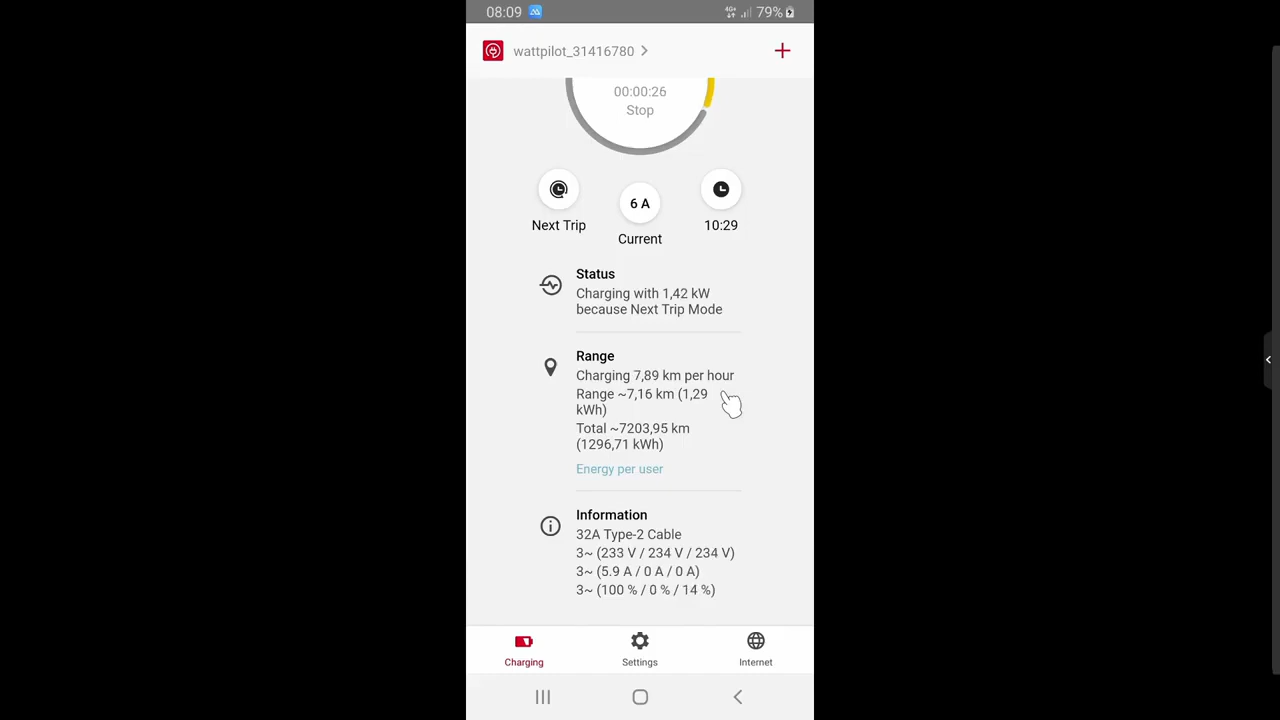 08:09
4G+
79%
wattpilot_31416780
00:00:26
Stop
6 A
Next Trip
Current
10:29
Status
Charging with 1,42 kW
because Next Trip Mode
Range
Charging 7,89 km per hour
Range ~7,16 km (1,29
kWh)
Total ~7203,95 km
(1296,71 kWh)
Energy per user
Information
32A Type-2 Cable
3~ (233 V / 234 V / 234 V)
3~ (5.9 A / 0 A / 0 A)
3~ (100 % / 0 % / 14 %)
Charging
Settings
Internet